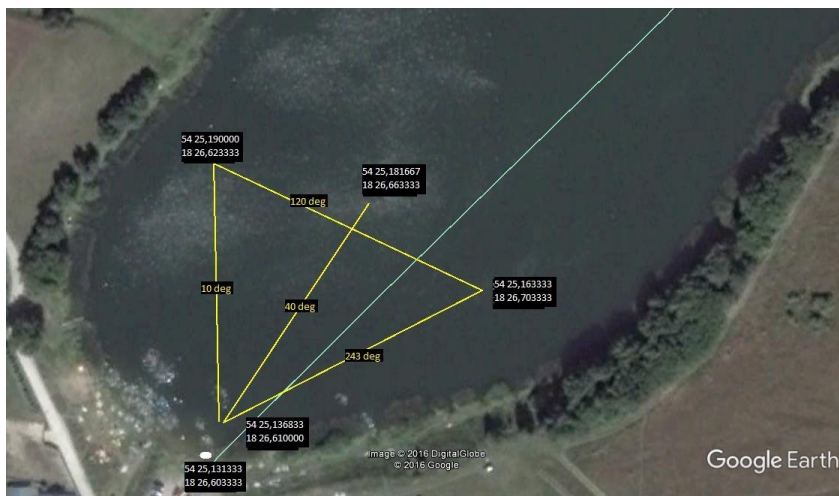 54 25,190000
18 26,623333
54 25,181667
18 26,663333
120 deg
54 25,163333
18 26,703333
10 deg
40 deg
243 deg
54 25,136833
18 26,610000
54 25,131333
18 26,603333
Image © 2016 DigitalGlobe
© 2016 Google
Google Earth